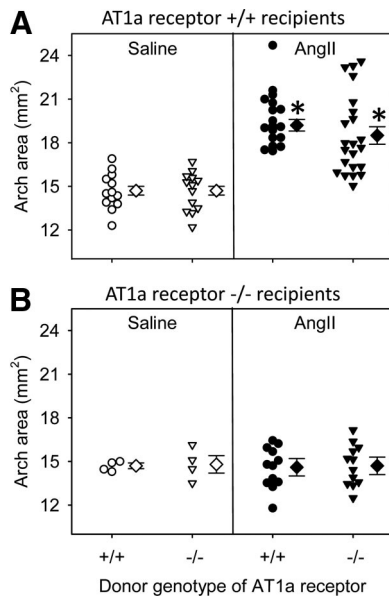 A
AT1a receptor +/+ recipients
Saline
AngII
Arch area (mm²)
24
21
18
15
12
*
*
B
AT1a receptor -/- recipients
Saline
AngII
Arch area (mm²)
24
21
18
15
12
+/+
-/-
+/+
-/-
Donor genotype of AT1a receptor